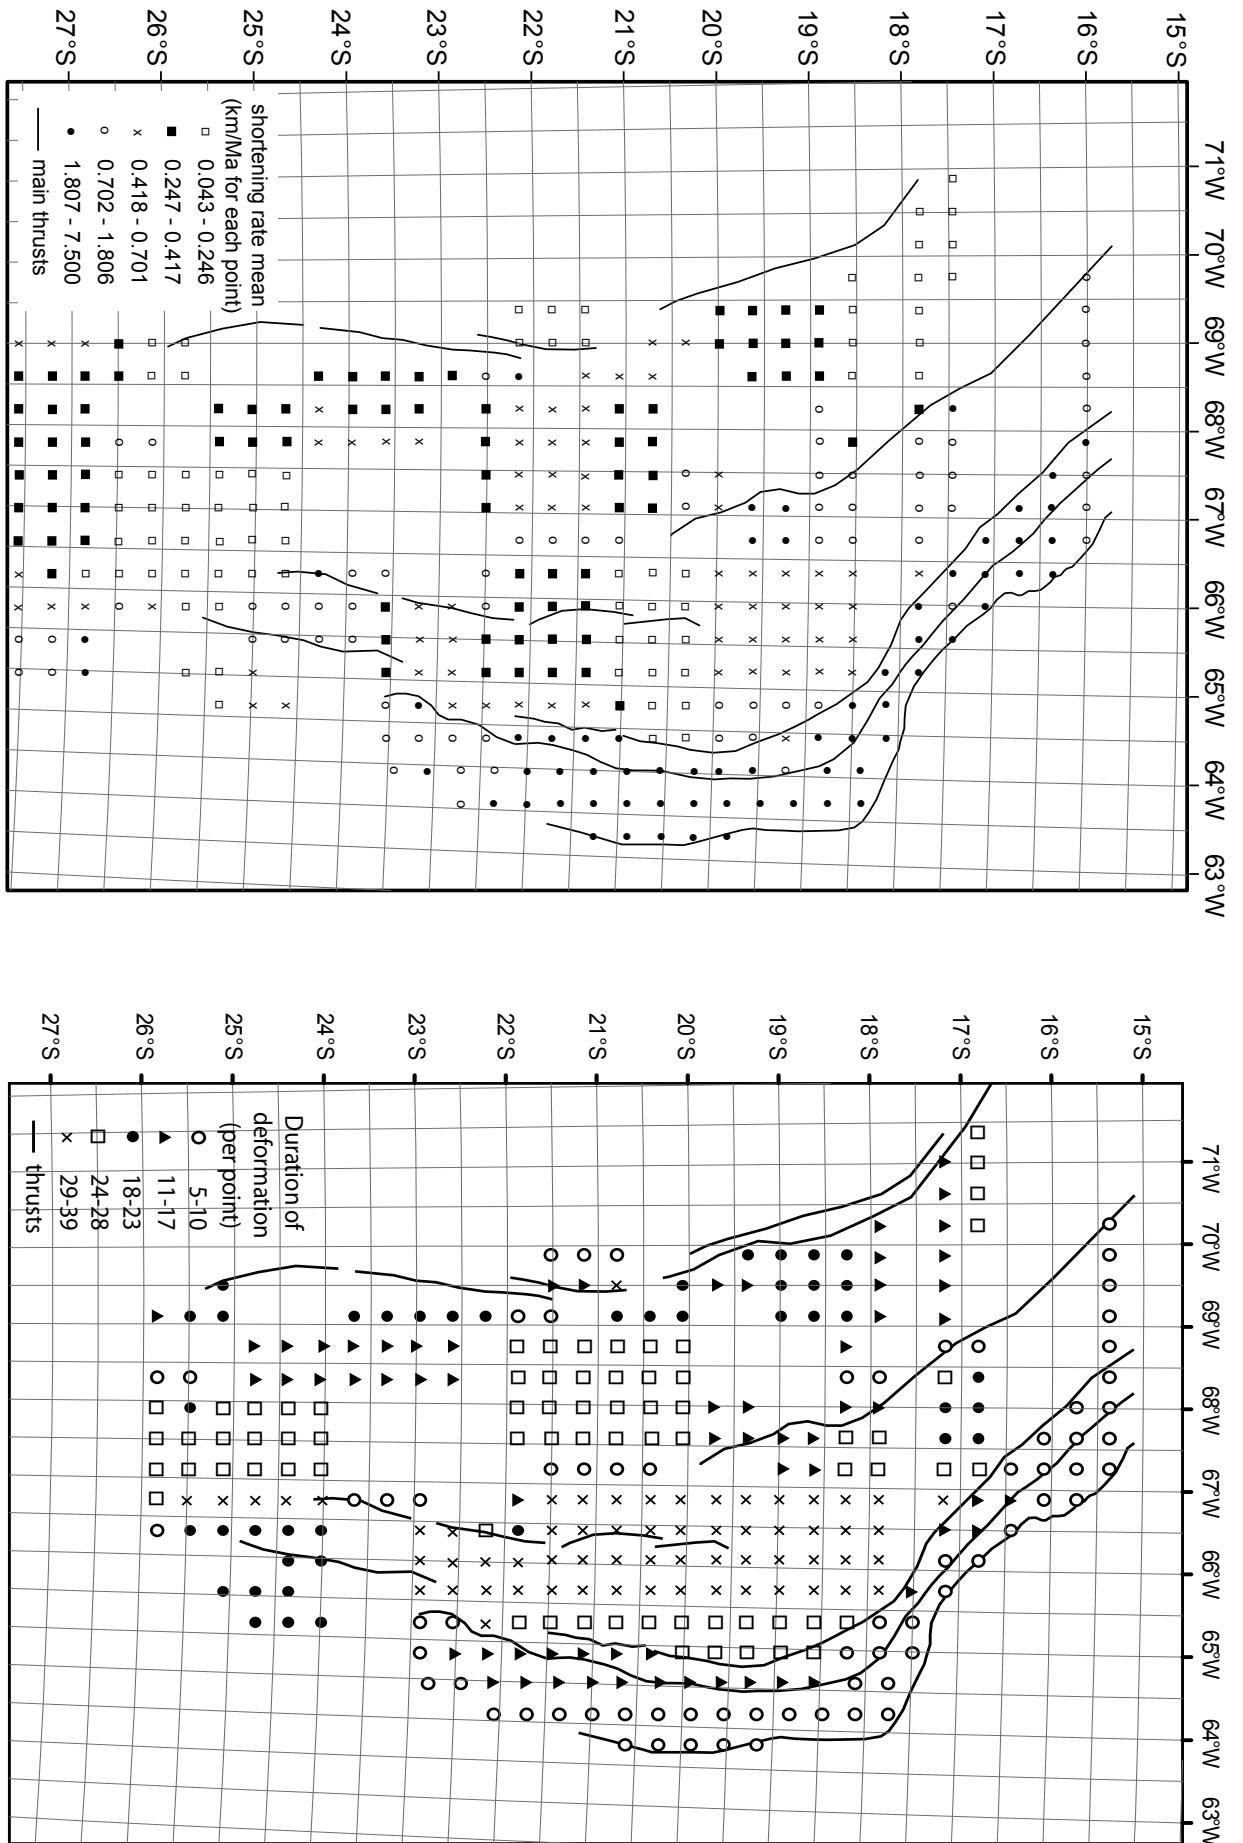 15°S
16°S
17°S
18°S
19°S
20°S
21°S
22°S
23°S
24°S
25°S
26°S
27°S
71°W
70°W
69°W
68°W
67°W
66°W
65°W
64°W
63°W
shortening rate mean
(km/Ma for each point)
0.043 - 0.246
0.247 - 0.417
0.418 - 0.701
0.702 - 1.806
1.807 - 7.500
main thrusts
15°S
16°S
17°S
18°S
19°S
20°S
21°S
22°S
23°S
24°S
25°S
26°S
27°S
71°W
70°W
69°W
68°W
67°W
66°W
65°W
64°W
63°W
Duration of
deformation
(per point)
5-10
11-17
18-23
24-28
29-39
thrusts